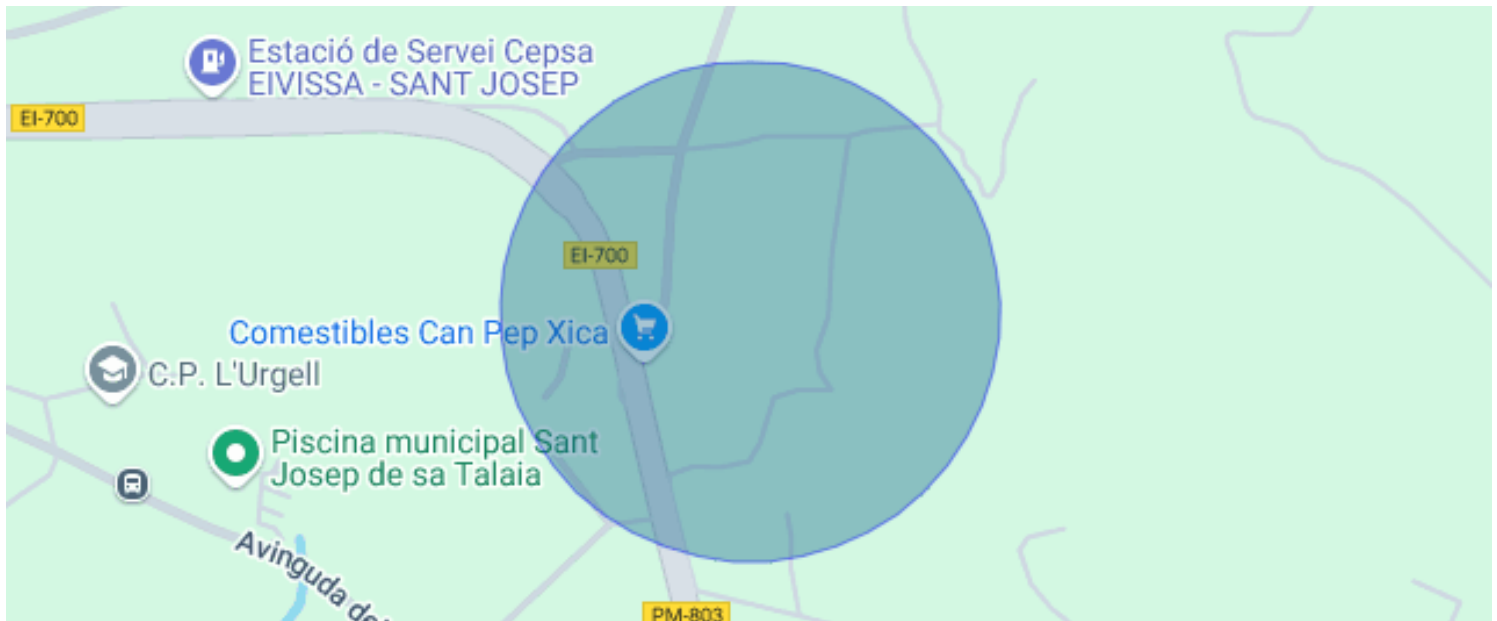 Estació de Servei Cepsa
EIVISSA - SANT JOSEP
EI-700
EI-700
Comestibles Can Pep Xica
C.P. L'Urgell
Piscina municipal Sant
Josep de sa Talaia
Avinguda de
PM-803